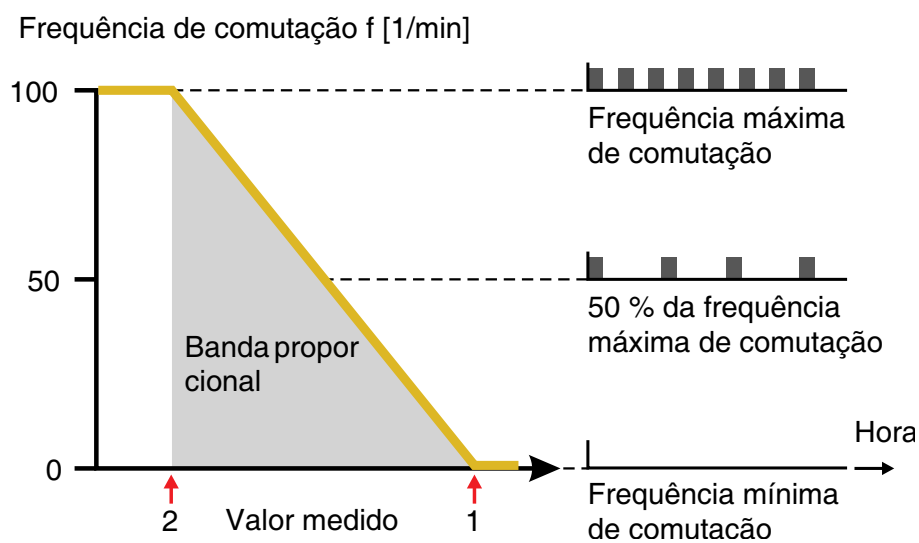 Frequência de comutação f [1/min]
100
Frequência máxima
de comutação
50
50 % da frequência
máxima de comutação
Banda propor
cional
Hora
0
Frequência mínima
de comutação
2 Valor medido 1